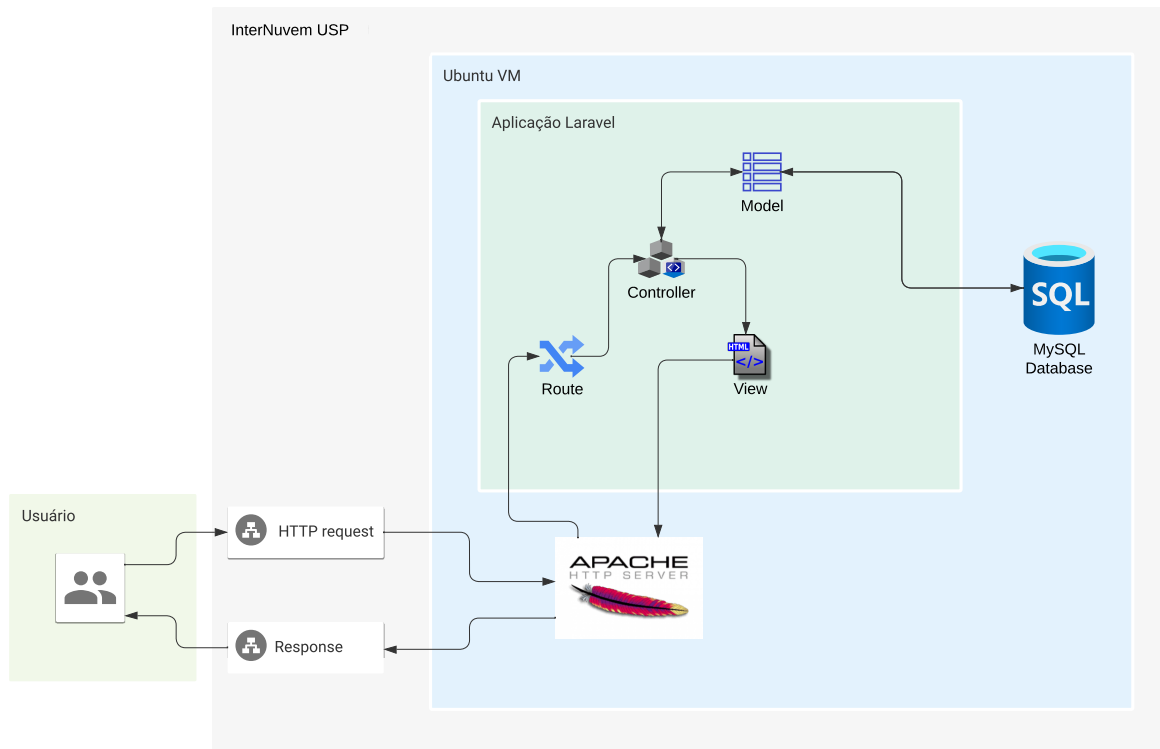 InterNuvem USP
Ubuntu VM
Aplicação Laravel
Model
Controller
SQL
MySQL
Database
HTML
</>
Route
View
Usuário
HTTP request
APACHE
HTTP SERVER
Response